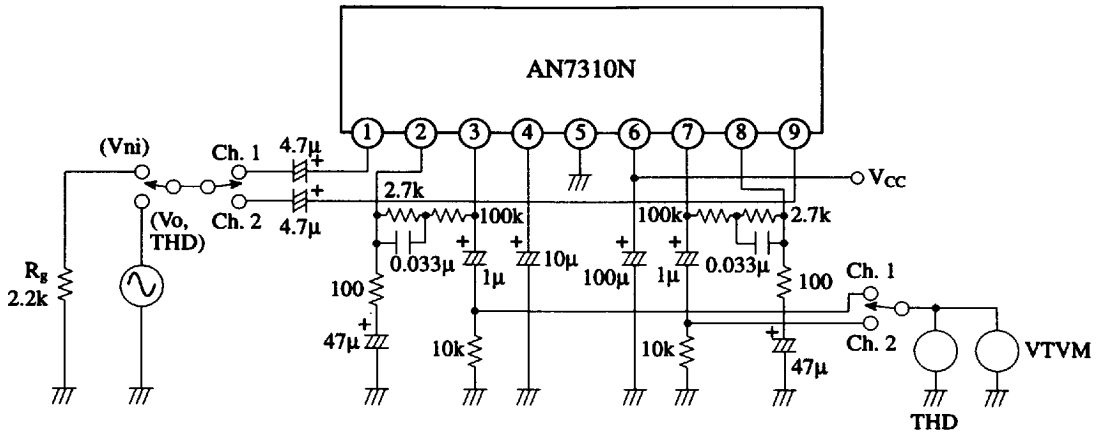 AN7310N
1 2 3 4 5 6 7 8 9
(Vni)
Ch. 1
4.7μ
+
VCC
+
(Vo,
THD)
Ch. 2
4.7μ
2.7k
100k
100k
2.7k
0.033μ
+
1μ
+
10μ
+
100μ
+
1μ
0.033μ
Rg
2.2k
100
100
Ch. 1
Ch. 2
+
47μ
10k
10k
+
47μ
VTVM
THD